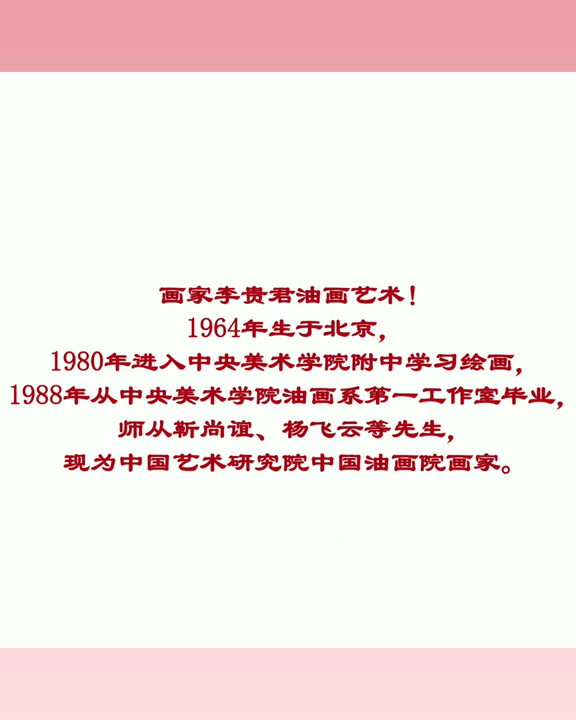 画家李贵君油画艺术！
1964年生于北京，
1980年进入中央美术学院附中学习绘画，
1988年从中央美术学院油画系第一工作室毕业，
师从靳尚谊、杨飞云等先生，
现为中国艺术研究院中国油画院画家。